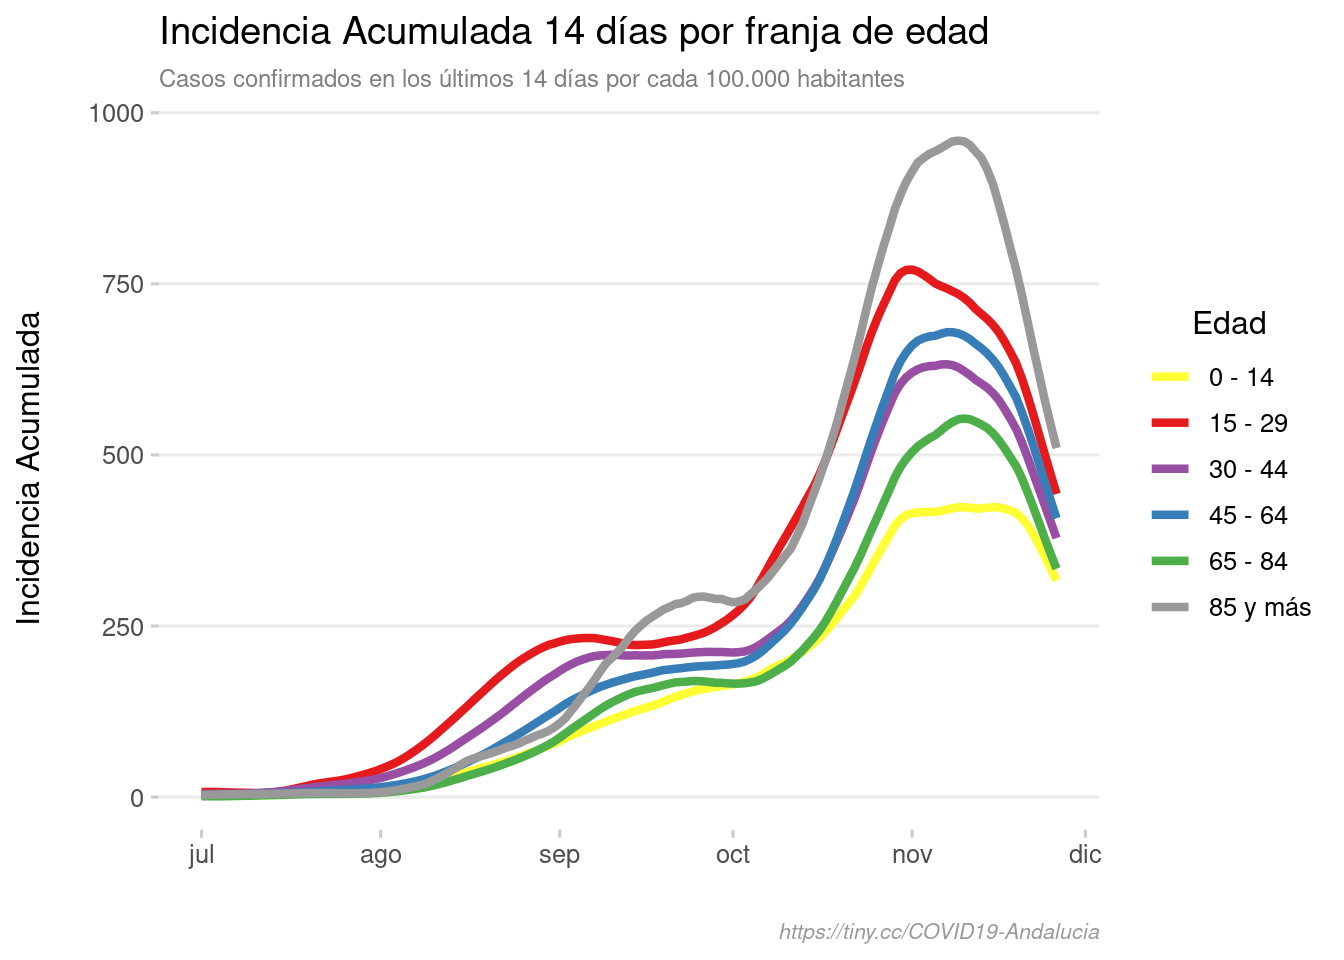 Incidencia Acumulada 14 días por franja de edad
Casos confirmados en los últimos 14 días por cada 100.000 habitantes
Incidencia Acumulada
1000
750
500
250
0
jul
ago
sep
oct
nov
dic
Edad
0 - 14
15 - 29
30 - 44
45 - 64
65 - 84
85 y más
https://tiny.cc/COVID19-Andalucia